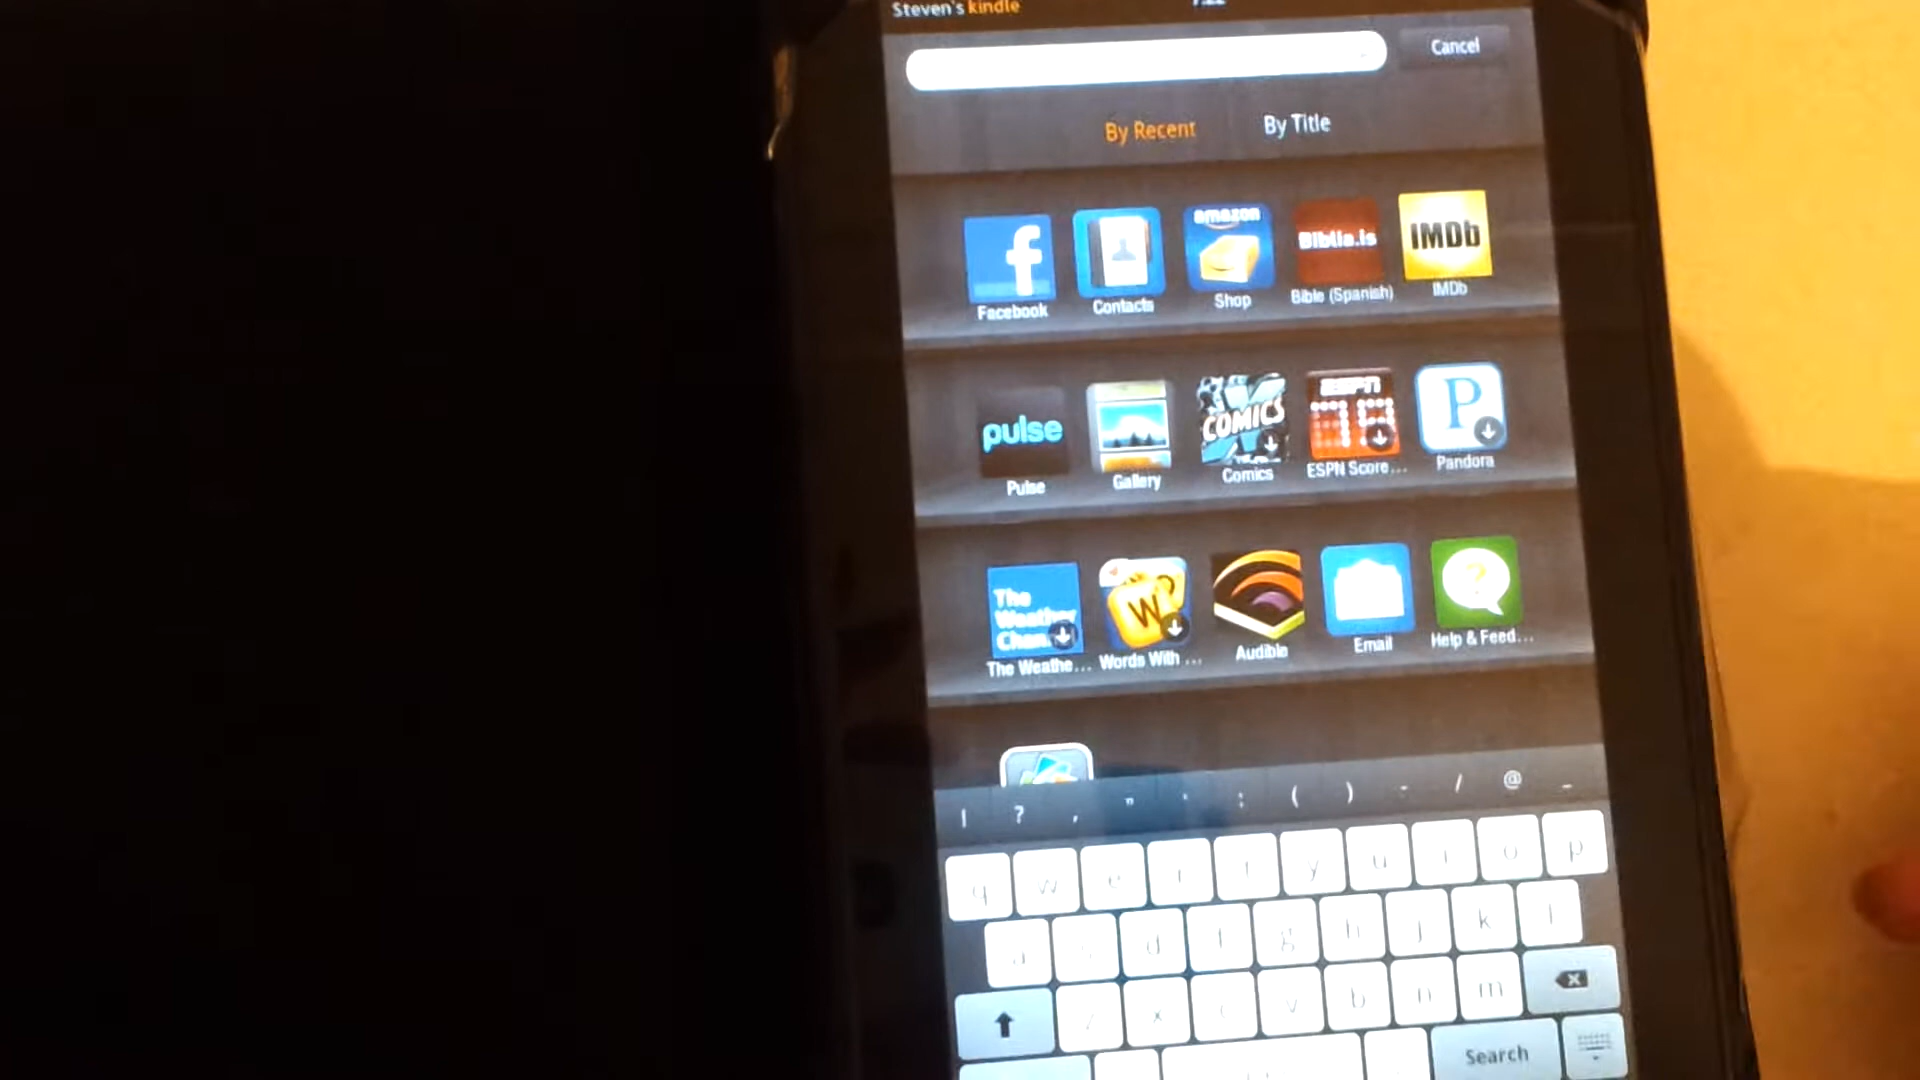 Steven's kindle
Cancel
By Recent By Title
amazon Biblia.is IMDb
Facebook Contacts Shop Bible (Spanish) IMDb
pulse COMICS ESPN P
Pulse Gallery Comics ESPN Score... Pandora
The
Weather
Chan.
W
?
The Weathe... Words With ... Audible Email Help & Feed...
? , " ' ; ( ) - / @ _
q w e r t y u i o p
a s d f g h j k l
z x c v b n m
Search